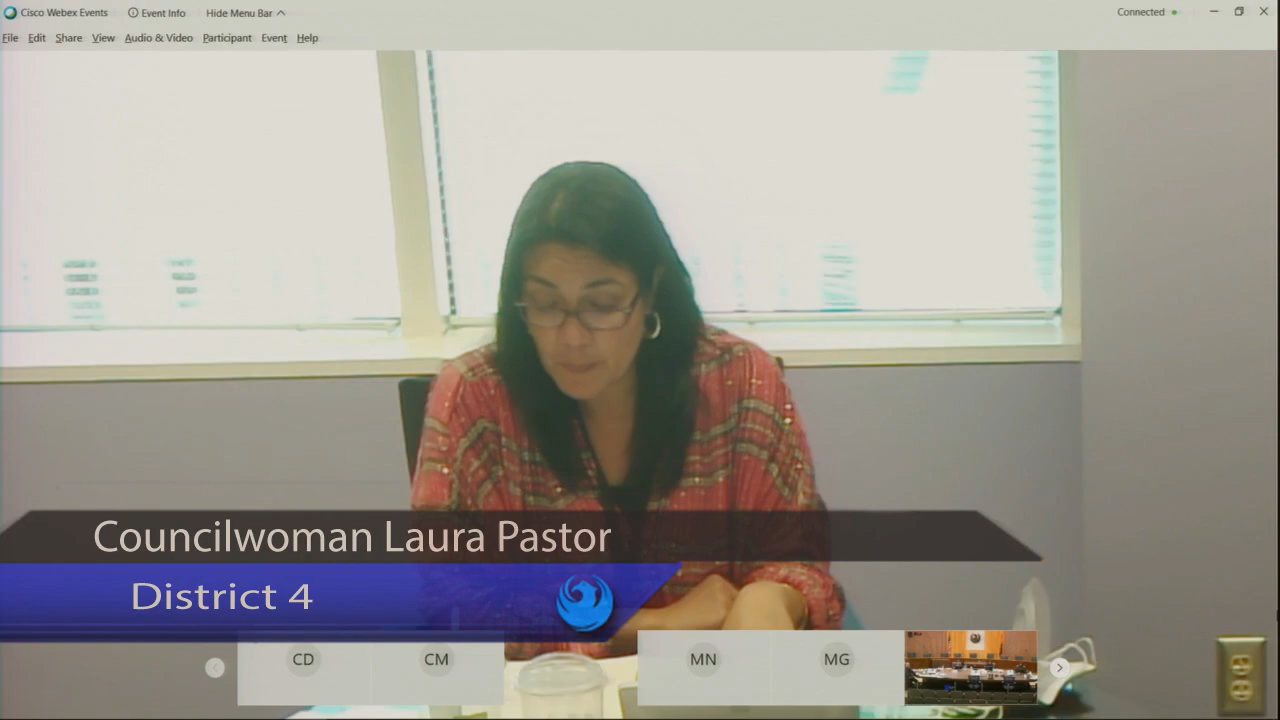 Cisco Webex Events Event Info Hide Menu Bar Connected
File Edit Share View Audio & Video Participant Event Help
Councilwoman Laura Pastor
District 4
CD CM MN MG